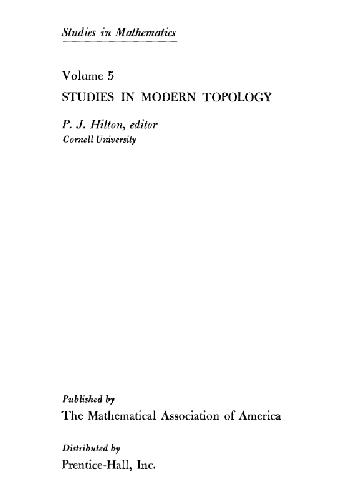 Studies in Mathematics
Volume 5
STUDIES IN MODERN TOPOLOGY
P. J. Hilton, editor
Cornell University
Published by
The Mathematical Association of America
Distributed by
Prentice-Hall, Inc.